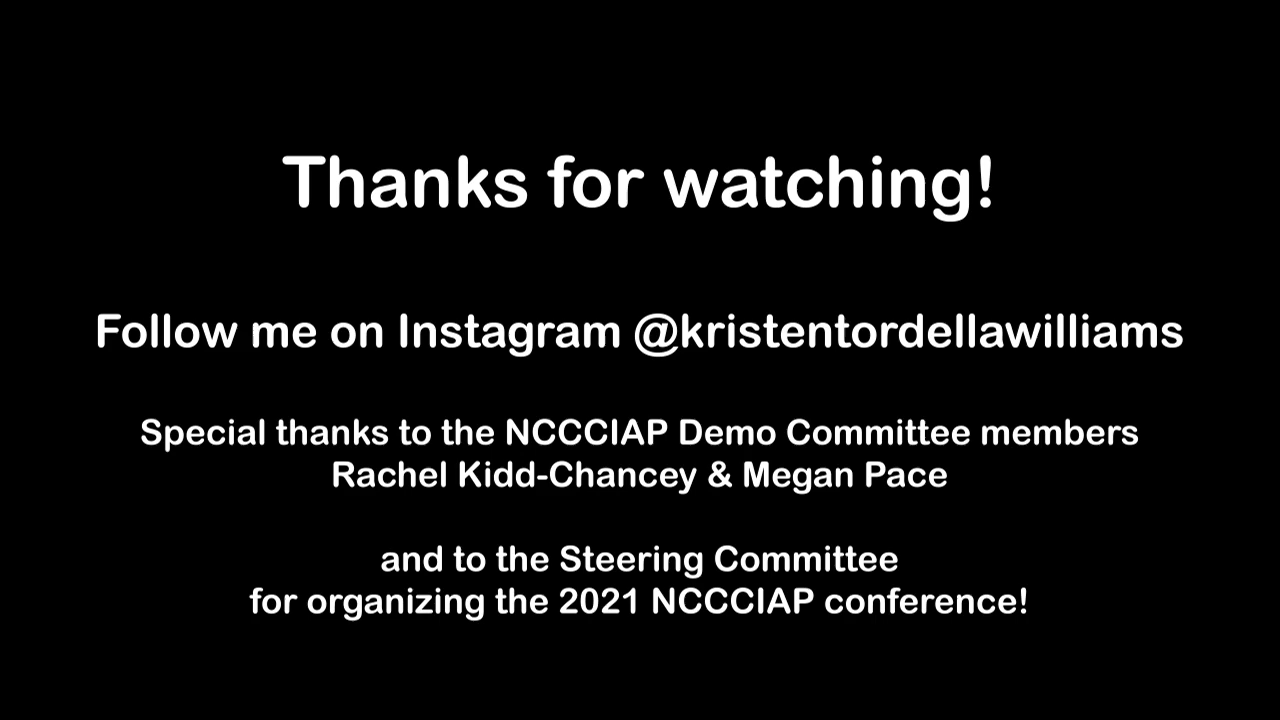 Thanks for watching!
Follow me on Instagram @kristentordellawilliams
Special thanks to the NCCCIAP Demo Committee members
Rachel Kidd-Chancey & Megan Pace
and to the Steering Committee
for organizing the 2021 NCCCIAP conference!